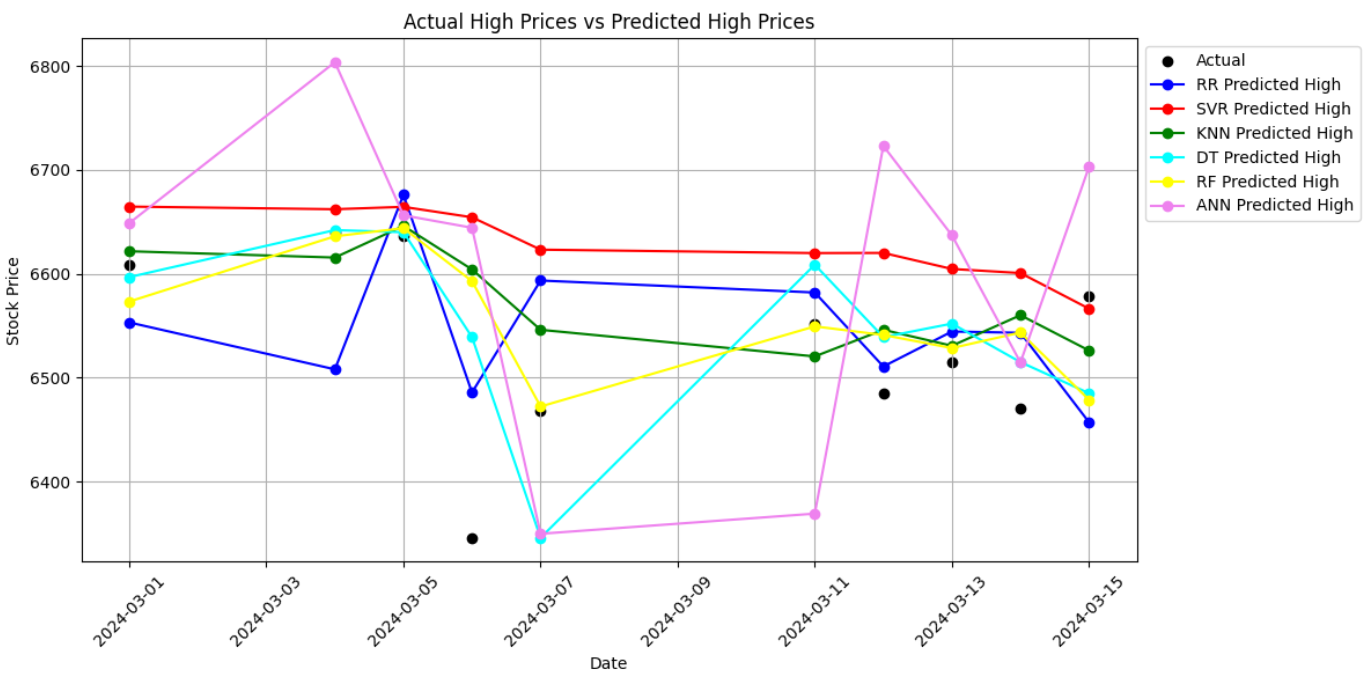 Actual High Prices vs Predicted High Prices
Stock Price
6800
6700
6600
6500
6400
2024-03-01
2024-03-03
2024-03-05
2024-03-07
2024-03-09
2024-03-11
2024-03-13
2024-03-15
Date
Actual
RR Predicted High
SVR Predicted High
KNN Predicted High
DT Predicted High
RF Predicted High
ANN Predicted High